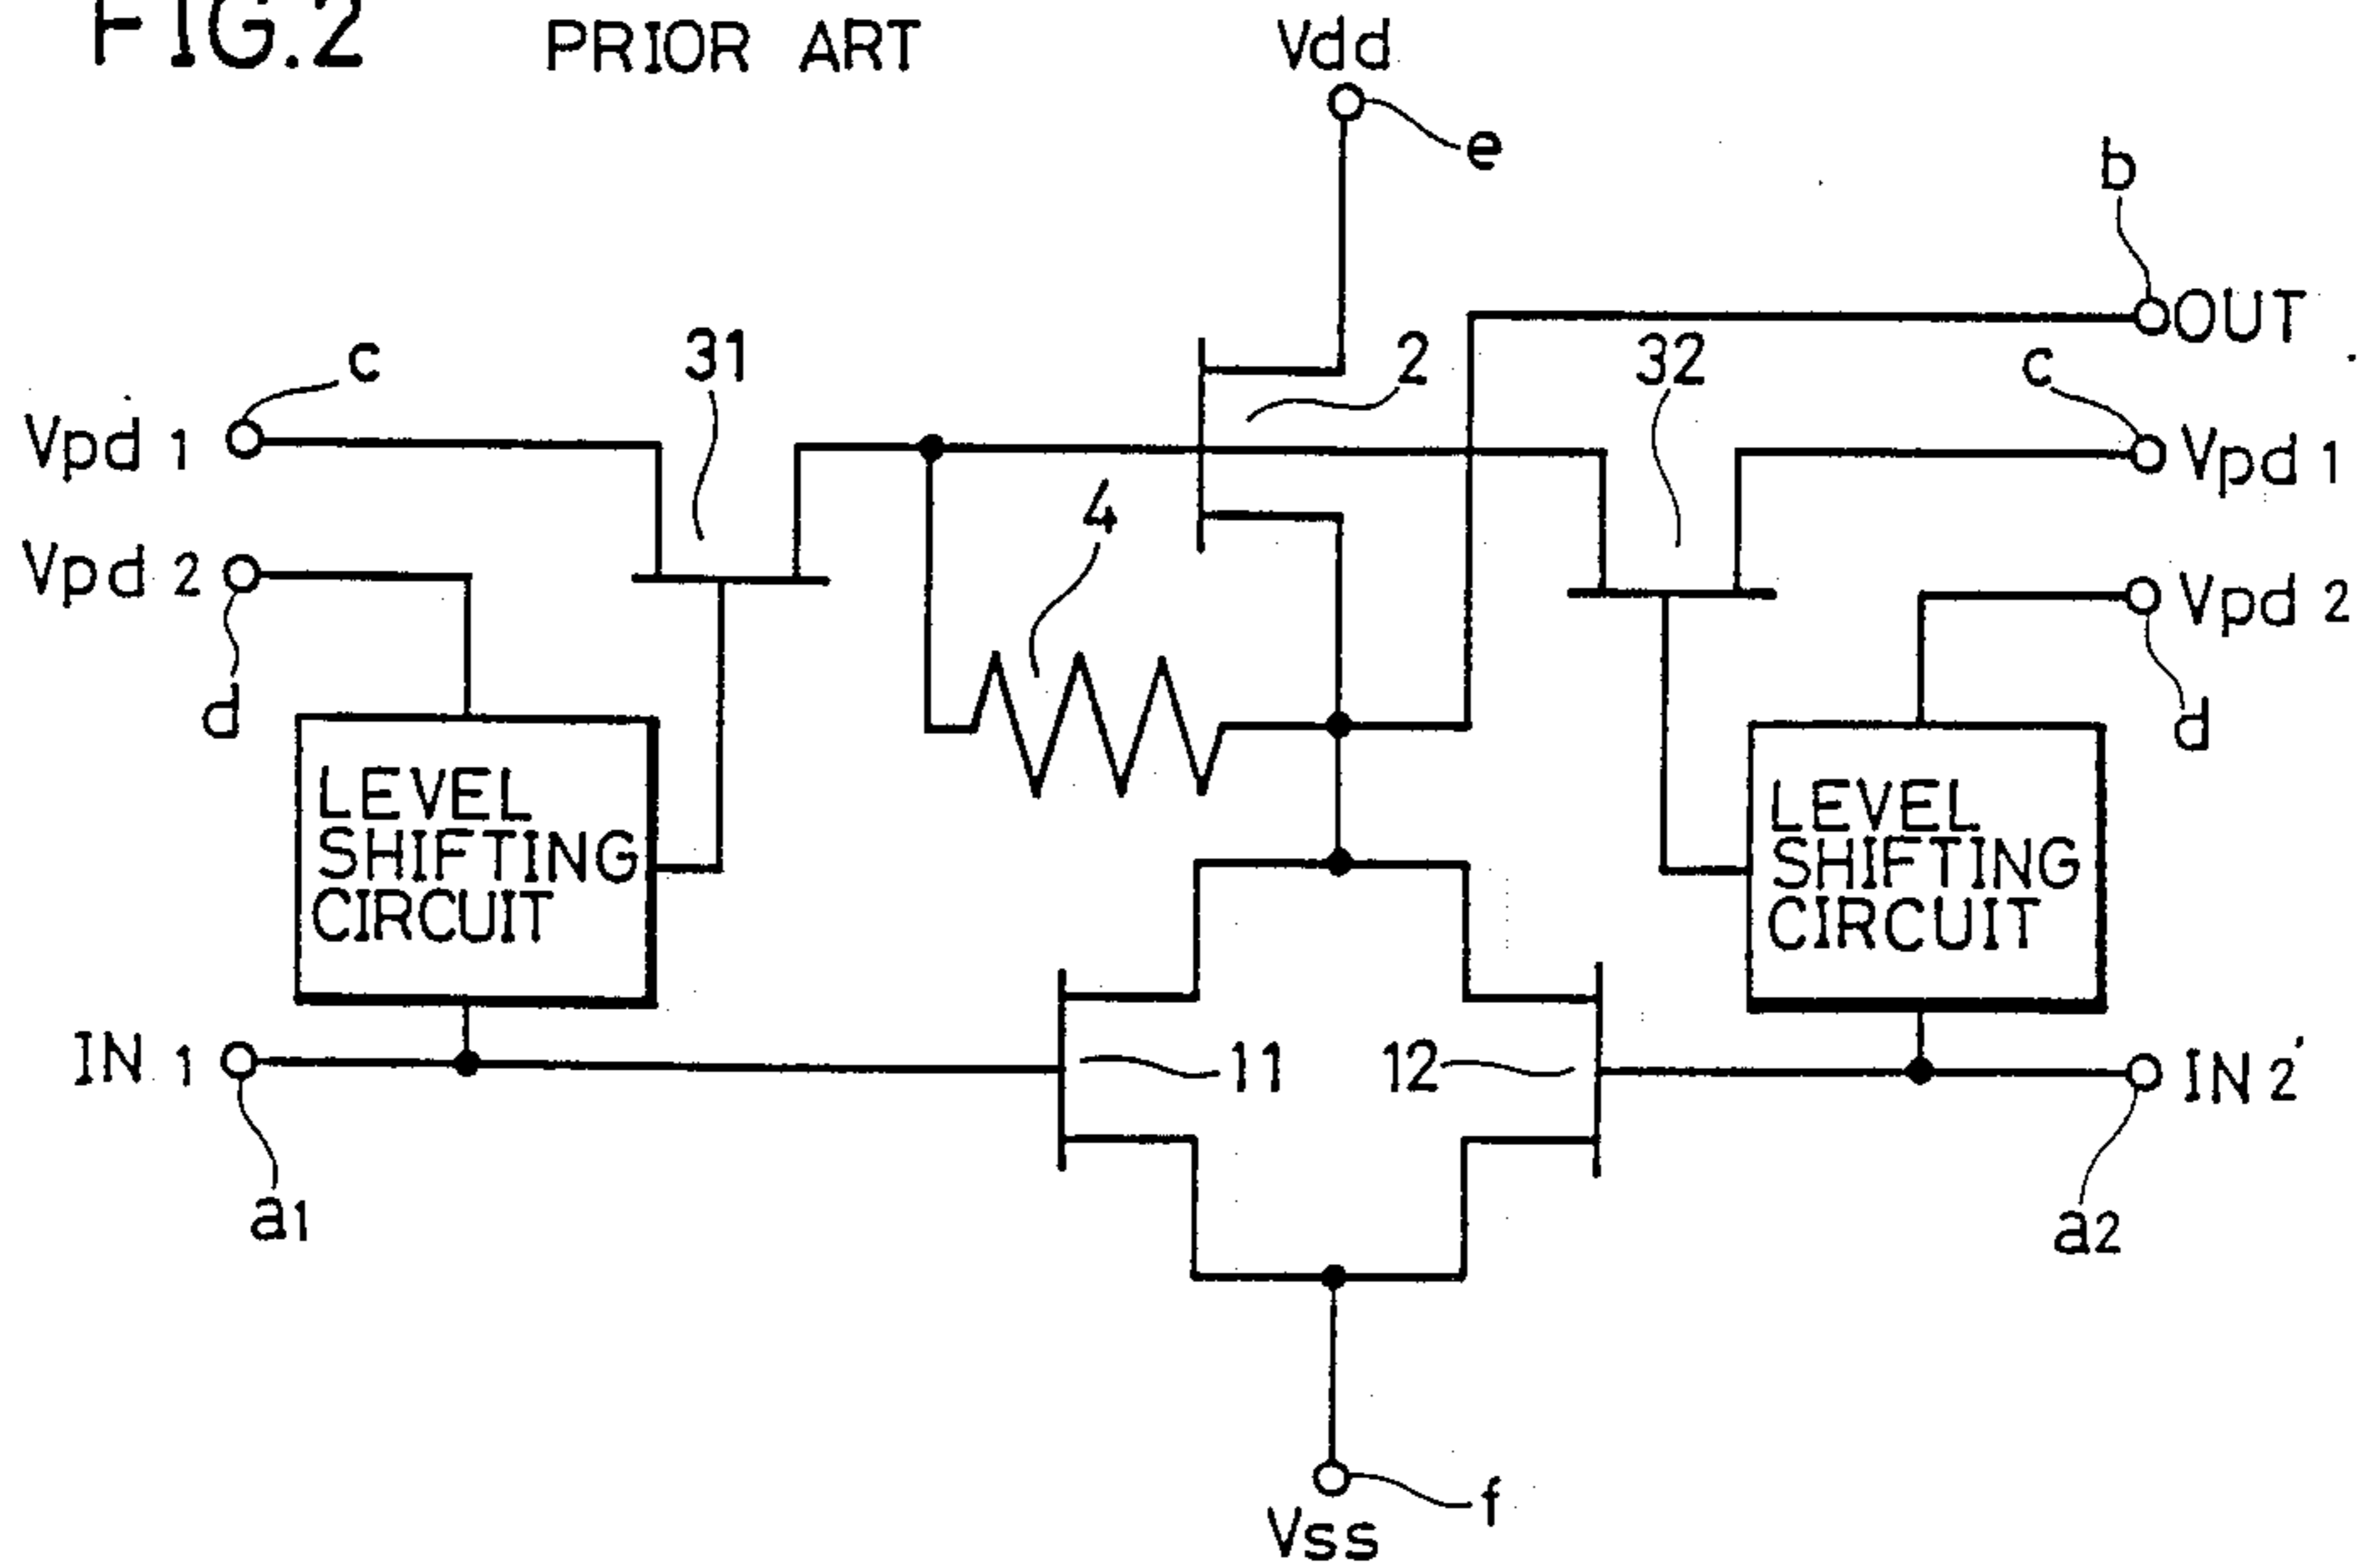 FIG.2 PRIOR ART
Vdd
e
b
OUT
c
31
2
32
c
Vpd 1
Vpd 1
4
Vpd 2
Vpd 2
d
d
LEVEL
SHIFTING
CIRCUIT
LEVEL
SHIFTING
CIRCUIT
IN 1
11
12
IN 2
a1
a2
f
Vss